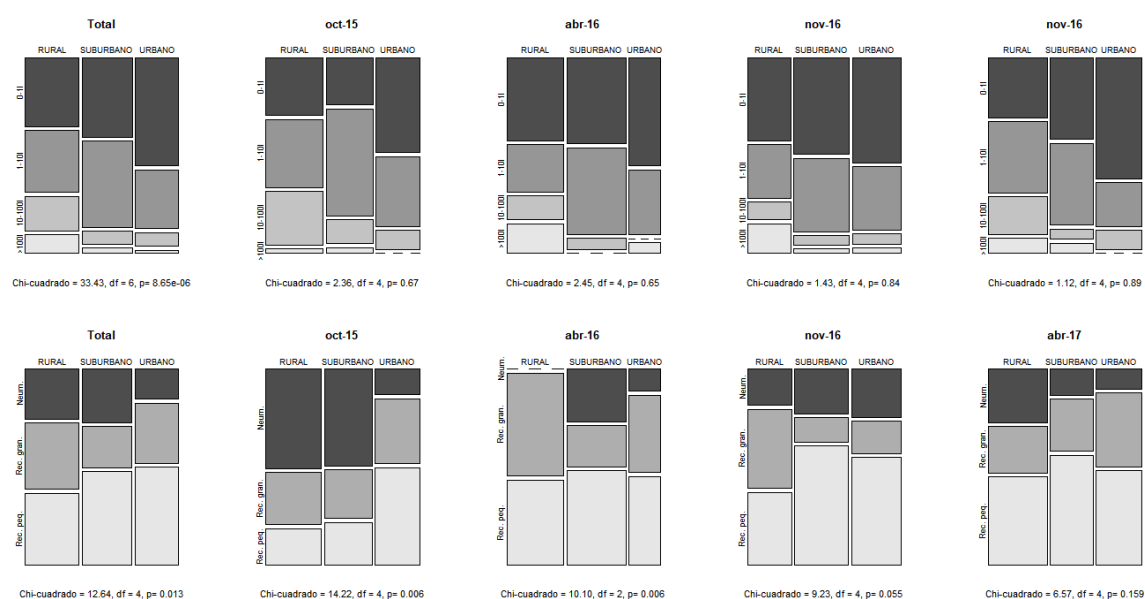 Total
oct-15
abr-16
nov-16
nov-16
RURAL SUBURBANO URBANO
RURAL SUBURBANO URBANO
RURAL SUBURBANO URBANO
RURAL SUBURBANO URBANO
RURAL SUBURBANO URBANO
0-1l
1-10l
10-100l
>100l
0-1l
1-10l
10-100l
>100l
0-1l
1-10l
10-100l
>100l
0-1l
1-10l
10-100l
>100l
0-1l
1-10l
10-100l
>100l
Chi-cuadrado = 33.43, df = 6, p= 8.65e-06
Chi-cuadrado = 2.36, df = 4, p= 0.67
Chi-cuadrado = 2.45, df = 4, p= 0.65
Chi-cuadrado = 1.43, df = 4, p= 0.84
Chi-cuadrado = 1.12, df = 4, p= 0.89
Total
oct-15
abr-16
nov-16
abr-17
RURAL SUBURBANO URBANO
RURAL SUBURBANO URBANO
RURAL SUBURBANO URBANO
RURAL SUBURBANO URBANO
RURAL SUBURBANO URBANO
Neum.
Rec. gran.
Rec. peq.
Neum.
Rec. gran.
Rec. peq.
Neum.
Rec. gran.
Rec. peq.
Neum.
Rec. gran.
Rec. peq.
Neum.
Rec. gran.
Rec. peq.
Chi-cuadrado = 12.64, df = 4, p= 0.013
Chi-cuadrado = 14.22, df = 4, p= 0.006
Chi-cuadrado = 10.10, df = 2, p= 0.006
Chi-cuadrado = 9.23, df = 4, p= 0.055
Chi-cuadrado = 6.57, df = 4, p= 0.159